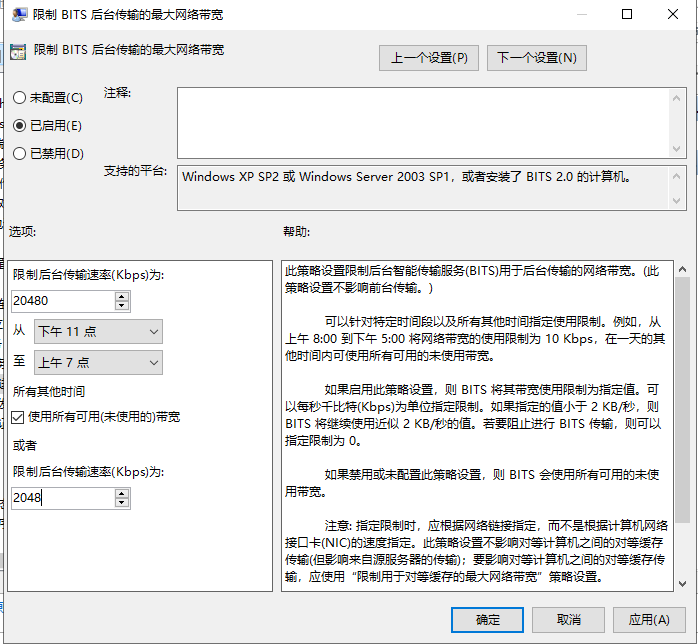 限制 BITS 后台传输的最大网络带宽
限制 BITS 后台传输的最大网络带宽
上一个设置(P)
下一个设置(N)
未配置(C)
注释:
已启用(E)
已禁用(D)
支持的平台:
Windows XP SP2 或 Windows Server 2003 SP1，或者安装了 BITS 2.0 的计算机。
选项:
帮助:
限制后台传输速率(Kbps)为:
20480
从 下午 11 点
至 上午 7 点
所有其他时间
使用所有可用(未使用的)带宽
或者
限制后台传输速率(Kbps)为:
2048
此策略设置限制后台智能传输服务(BITS)用于后台传输的网络带宽。(此
策略设置不影响前台传输。)
可以针对特定时间段以及所有其他时间指定使用限制。例如，从
上午 8:00 到下午 5:00 将网络带宽的使用限制为 10 Kbps，在一天的其
他时间内可使用所有可用的未使用带宽。
如果启用此策略设置，则 BITS 将其带宽使用限制为指定值。可
以每秒千比特(Kbps)为单位指定限制。如果指定的值小于 2 KB/秒，则
BITS 将继续使用近似 2 KB/秒的值。若要阻止进行 BITS 传输，则可以
指定限制为 0。
如果禁用或未配置此策略设置，则 BITS 会使用所有可用的未使
用带宽。
注意: 指定限制时，应根据网络链接指定，而不是根据计算机网络
接口卡(NIC)的速度指定。此策略设置不影响对等计算机之间的对等缓存
传输(但影响来自源服务器的传输)；要影响对等计算机之间的对等缓存传
输，应使用“限制用于对等缓存的最大网络带宽”策略设置。
确定
取消
应用(A)